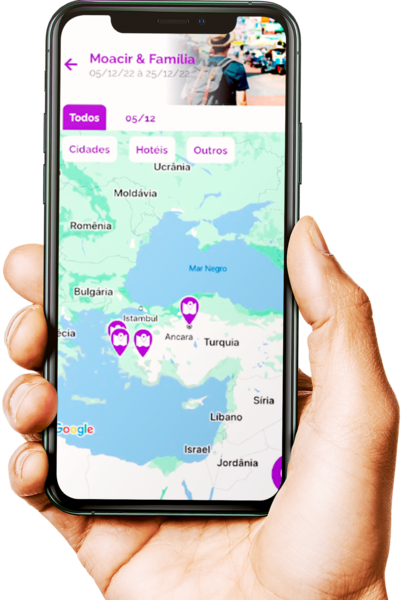 Moacir & Família
05/12/22 à 25/12/22
Todos
05/12
Cidades
Hotéis
Outros
Ucrânia
Moldávia
Romênia
Mar Negro
Bulgária
Istambul
écia
Ancara
Turquia
Síria
Líbano
Google
Israel
Jordânia